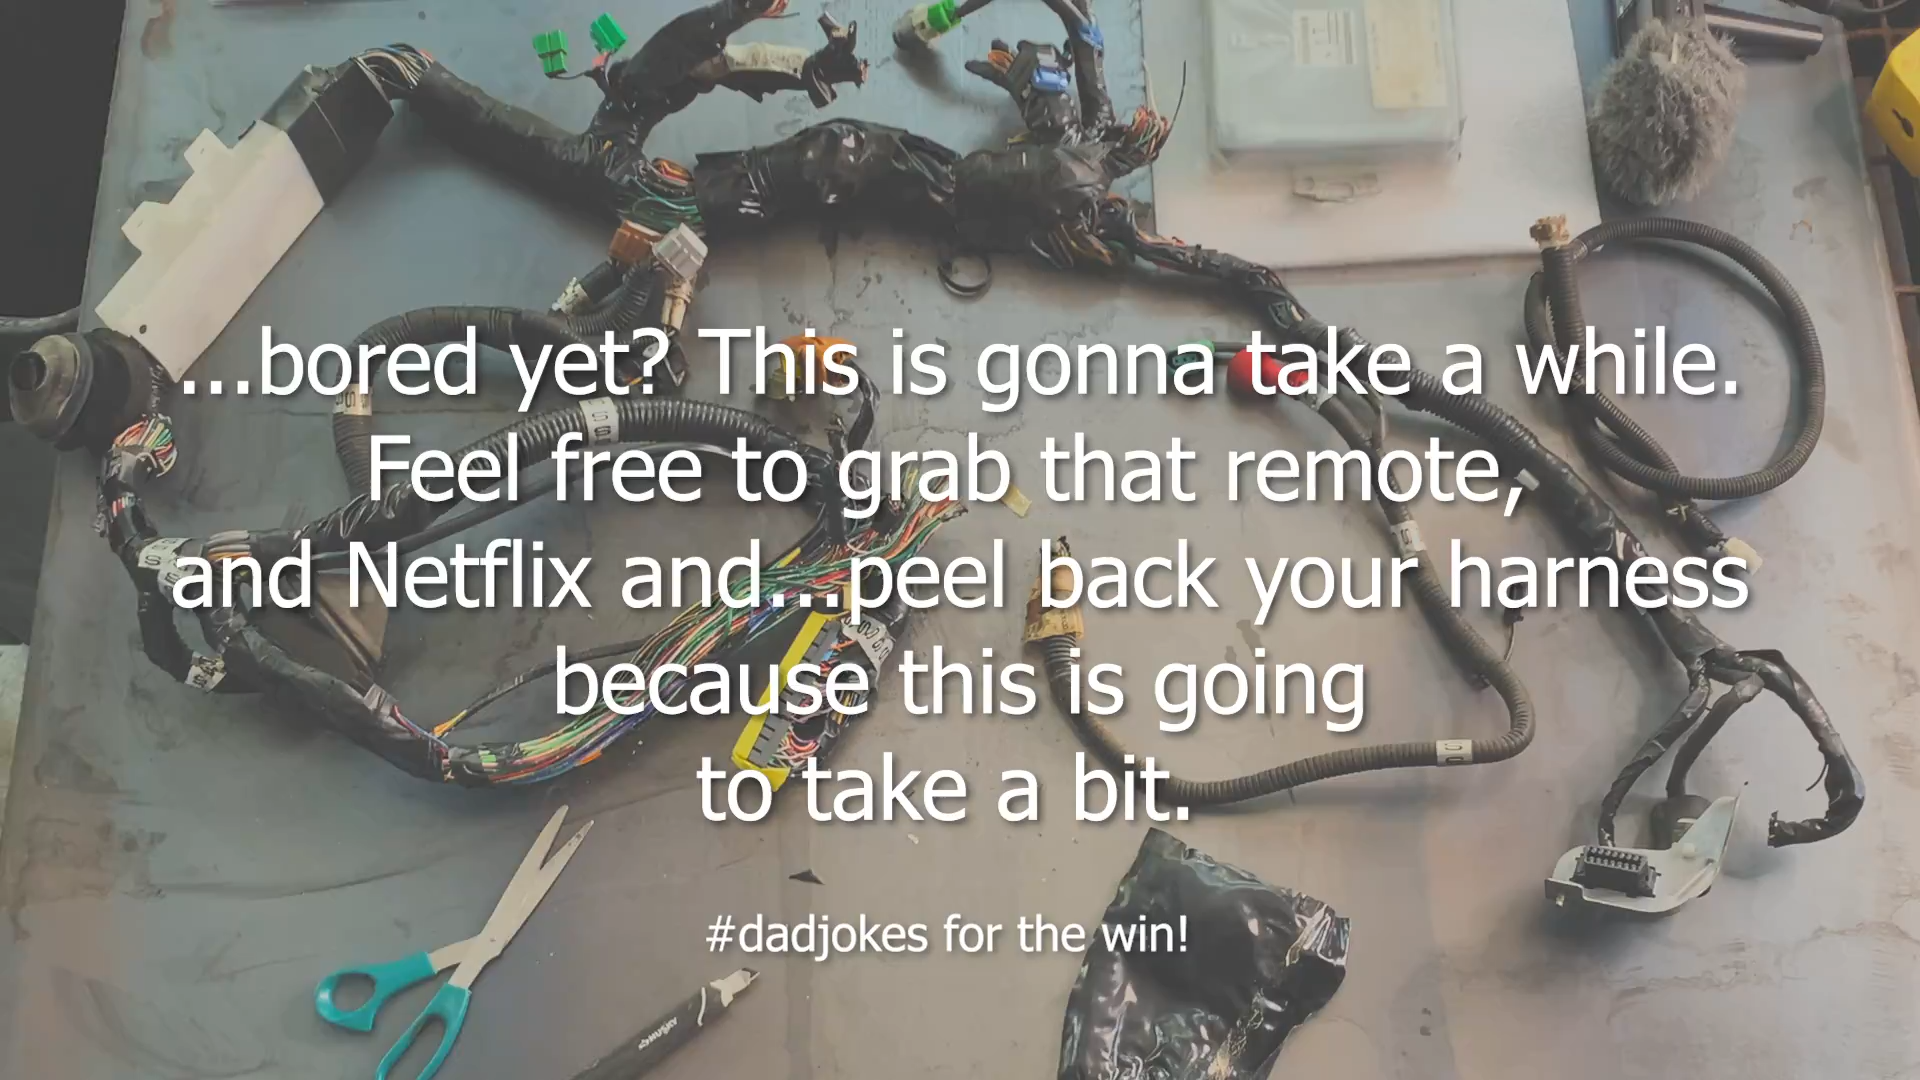 ...bored yet? This is gonna take a while.
Feel free to grab that remote,
and Netflix and...peel back your harness
because this is going
to take a bit.
#dadjokes for the win!
HUSKY